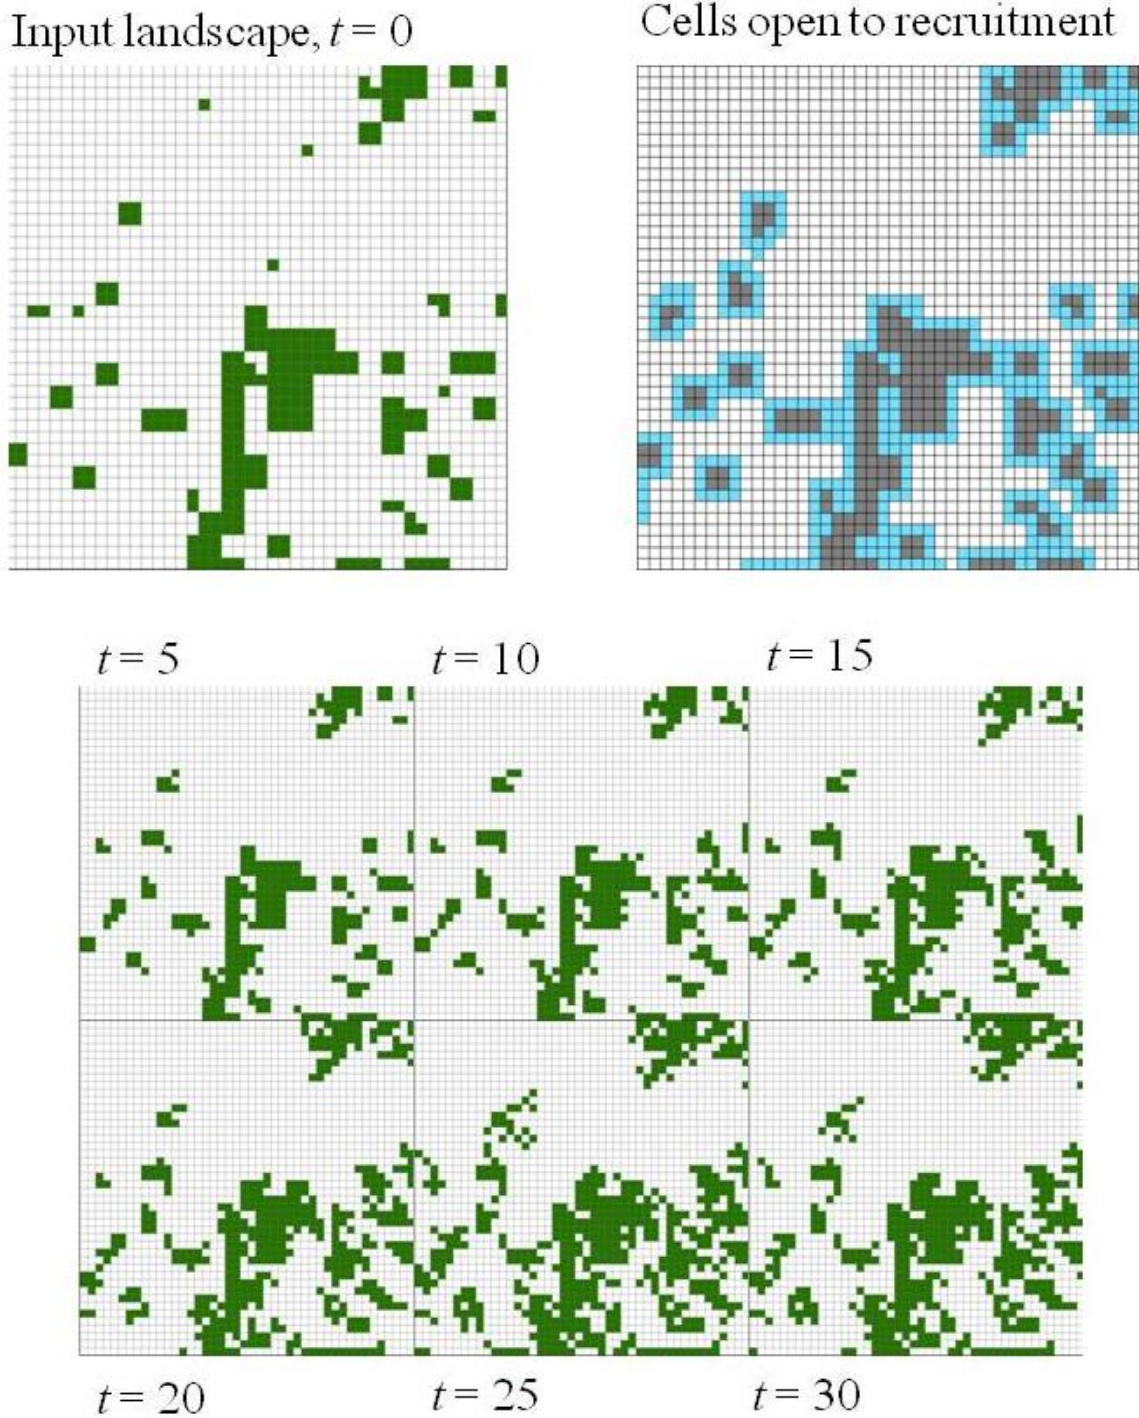 Input landscape, t = 0
Cells open to recruitment
t = 5
t = 10
t = 15
t = 20
t = 25
t = 30